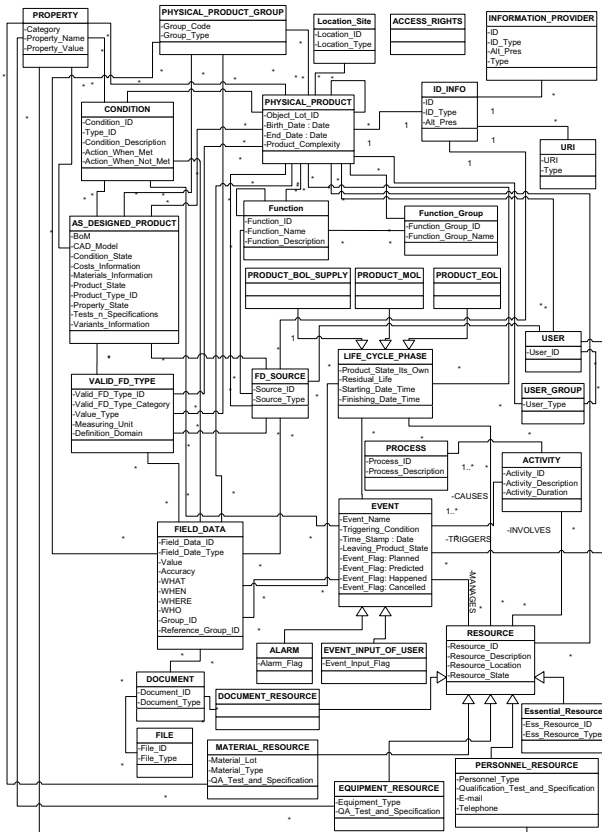 PROPERTY
-Category
-Property_Name
-Property_Value
PHYSICAL_PRODUCT_GROUP
-Group_Code
-Group_Type
Location_Site
-Location_ID
-Location_Type
ACCESS_RIGHTS
INFORMATION_PROVIDER
-ID
-ID_Type
-Alt_Pres
-Type
CONDITION
-Condition_ID
-Type_ID
-Condition_Description
-Action_When_Met
-Action_When_Not_Met
PHYSICAL_PRODUCT
-Object_Lot_ID
-Birth_Date : Date
-End_Date : Date
-Product_Complexity
ID_INFO
-ID
-ID_Type
-Alt_Pres
URI
-URI
-Type
AS_DESIGNED_PRODUCT
-BoM
-CAD_Model
-Condition_State
-Costs_Information
-Materials_Information
-Product_State
-Product_Type_ID
-Property_State
-Tests_n_Specifications
-Variants_Information
Function
-Function_ID
-Function_Name
-Function_Description
Function_Group
-Function_Group_ID
-Function_Group_Name
PRODUCT_BOL_SUPPLY
PRODUCT_MOL
PRODUCT_EOL
LIFE_CYCLE_PHASE
-Product_State_Its_Own
-Residual_Life
-Starting_Date_Time
-Finishing_Date_Time
USER
-User_ID
USER_GROUP
-User_Type
VALID_FD_TYPE
-Valid_FD_Type_ID
-Valid_FD_Type_Category
-Value_Type
-Measuring_Unit
-Definition_Domain
FD_SOURCE
-Source_ID
-Source_Type
PROCESS
-Process_ID
-Process_Description
ACTIVITY
-Activity_ID
-Activity_Description
-Activity_Duration
1..*
-CAUSES
1..*
-INVOLVES
-TRIGGERS
-MANAGES
EVENT
-Event_Name
-Triggering_Condition
-Time_Stamp : Date
-Leaving_Product_State
-Event_Flag: Planned
-Event_Flag: Predicted
-Event_Flag: Happened
-Event_Flag: Cancelled
FIELD_DATA
-Field_Data_ID
-Field_Date_Type
-Value
-Accuracy
-WHAT
-WHEN
-WHERE
-WHO
-Group_ID
-Reference_Group_ID
ALARM
-Alarm_Flag
EVENT_INPUT_OF_USER
-Event_Input_Flag
RESOURCE
-Resource_ID
-Resource_Description
-Resource_Location
-Resource_State
DOCUMENT
-Document_ID
-Document_Type
DOCUMENT_RESOURCE
Essential_Resource
-Ess_Resource_ID
-Ess_Resource_Type
FILE
-File_ID
-File_Type
MATERIAL_RESOURCE
-Material_Lot
-Material_Type
-QA_Test_and_Specification
EQUIPMENT_RESOURCE
-Equipment_Type
-QA_Test_and_Specification
PERSONNEL_RESOURCE
-Personnel_Type
-Qualification_Test_and_Specification
-E-mail
-Telephone